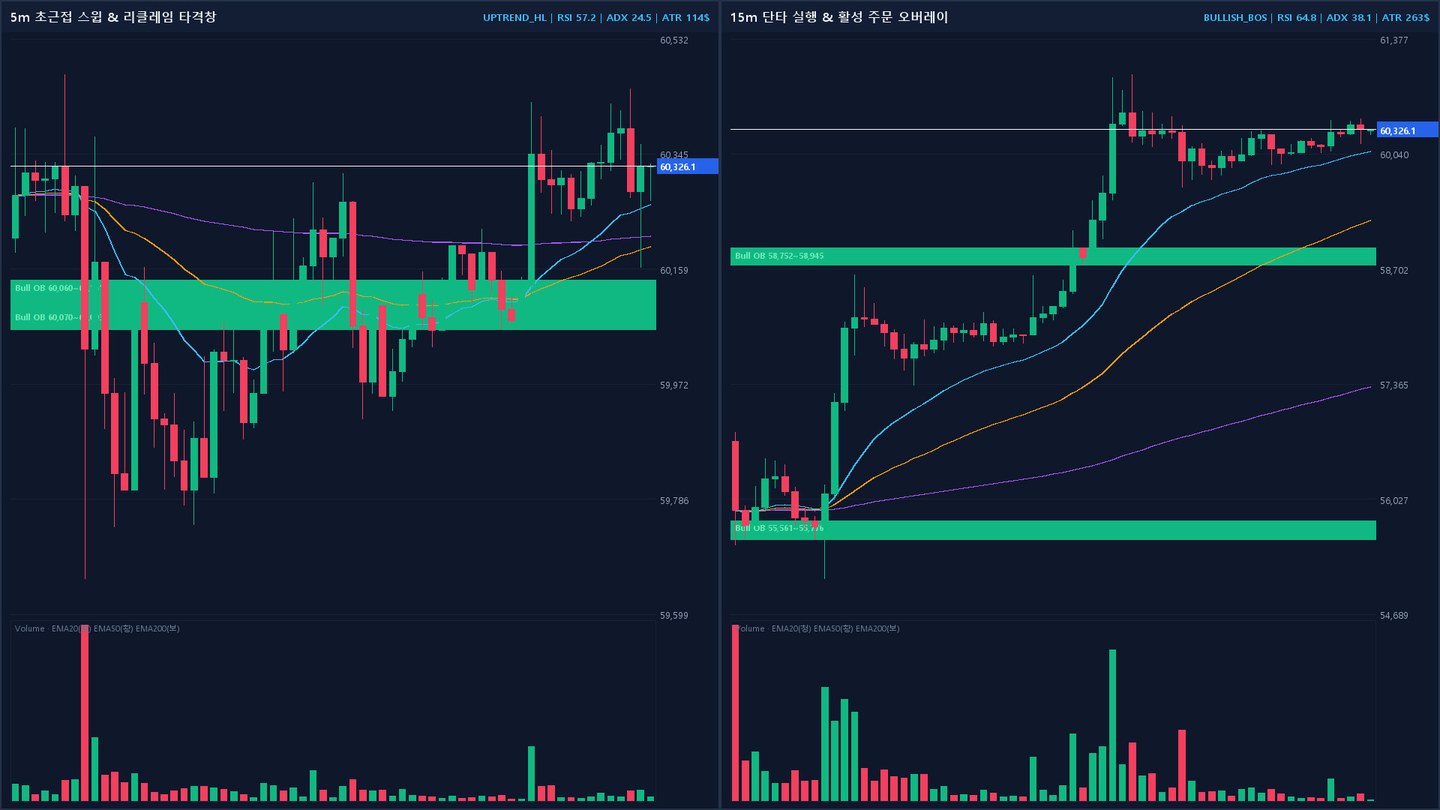 5m 초근접 스윕 & 리클레임 타격창
UPTREND_HL | RSI 57.2 | ADX 24.5 | ATR 114$
60,532
60,345
60,326.1
60,159
59,972
59,786
59,599
Bull OB 60,060~
Bull OB 60,070~
Volume · EMA20( EMA50(황) EMA200(보)
15m 단타 실행 & 활성 주문 오버레이
BULLISH_BOS | RSI 64.8 | ADX 38.1 | ATR 263$
61,377
60,326.1
60,040
58,702
57,365
56,027
54,689
Bull OB 58,752~58,945
Bull OB 55,561~55,776
Volume · EMA20(청) EMA50(황) EMA200(보)